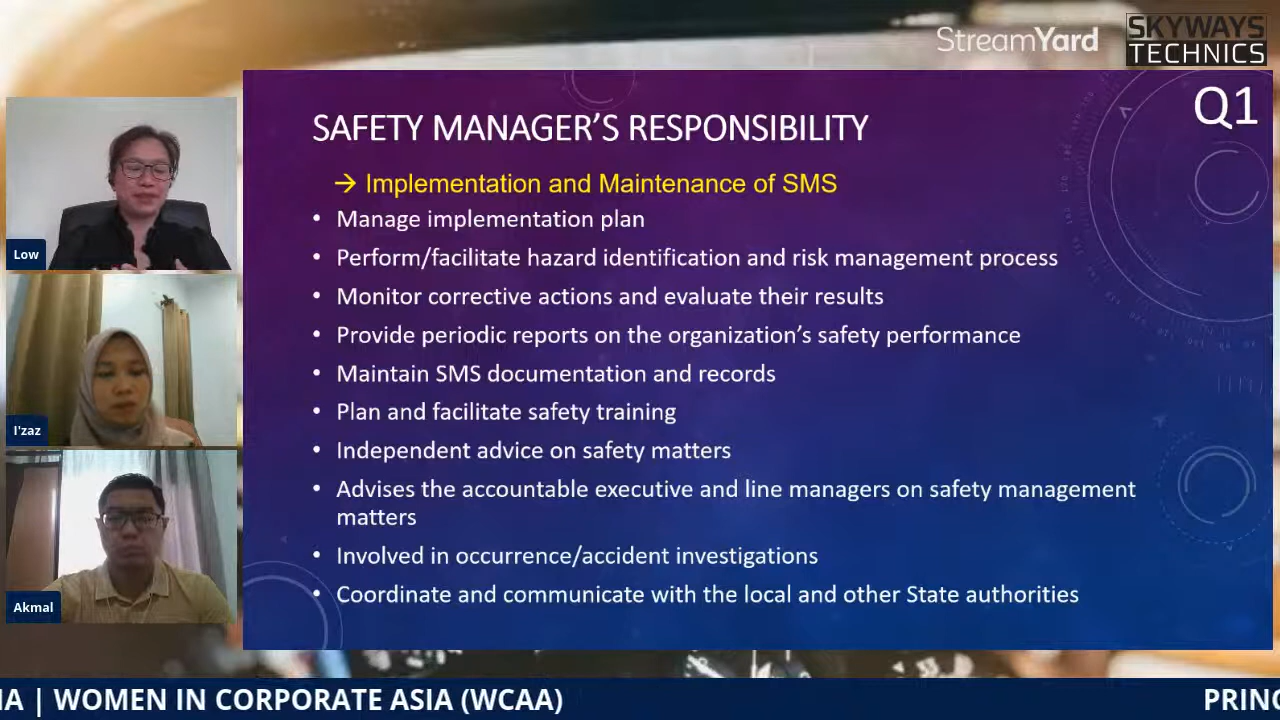 StreamYard
SKYWAYS
TECHNICS
Q1
SAFETY MANAGER’S RESPONSIBILITY
→ Implementation and Maintenance of SMS
• Manage implementation plan
• Perform/facilitate hazard identification and risk management process
• Monitor corrective actions and evaluate their results
• Provide periodic reports on the organization’s safety performance
• Maintain SMS documentation and records
• Plan and facilitate safety training
• Independent advice on safety matters
• Advises the accountable executive and line managers on safety management
matters
• Involved in occurrence/accident investigations
• Coordinate and communicate with the local and other State authorities
Low
I'zaz
Akmal
IA | WOMEN IN CORPORATE ASIA (WCAA)
PRINC